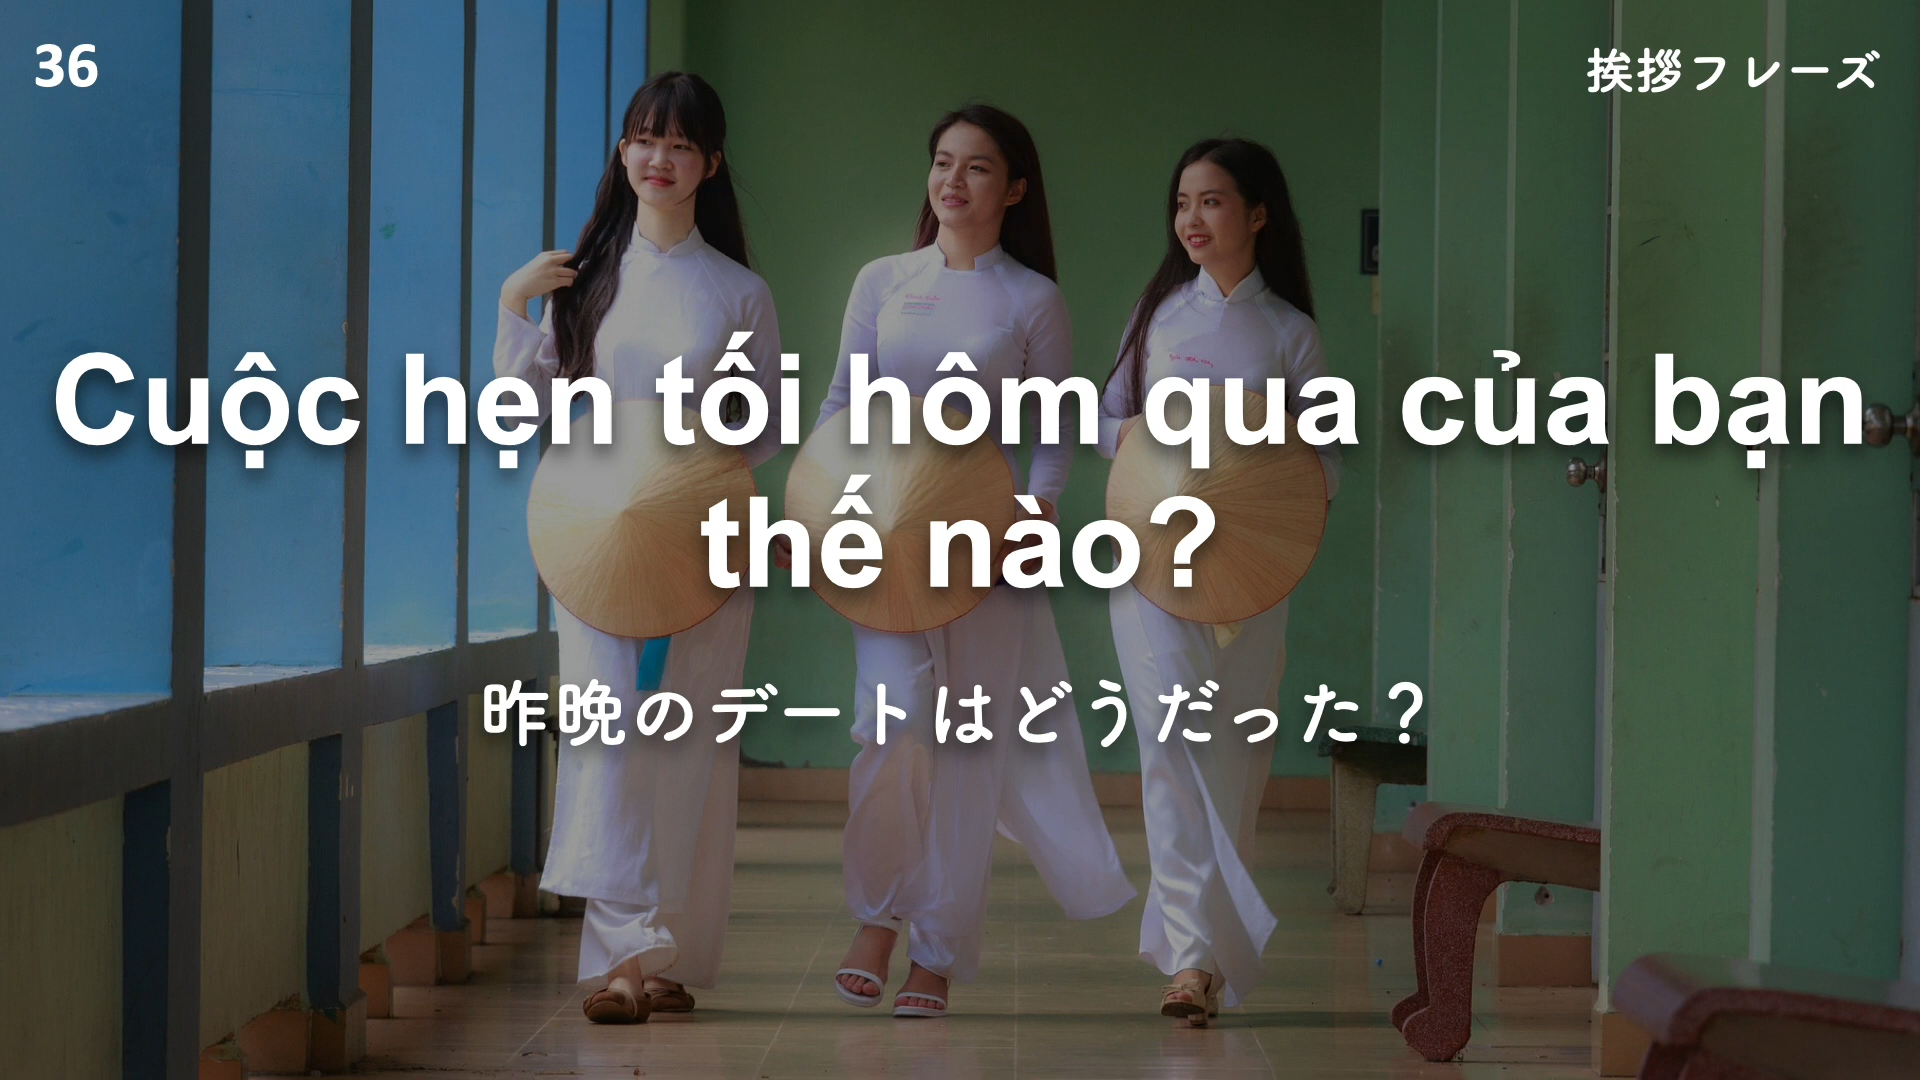 36
挨拶フレーズ
Cuộc hẹn tối hôm qua của bạn
thế nào?
昨晩のデートはどうだった？